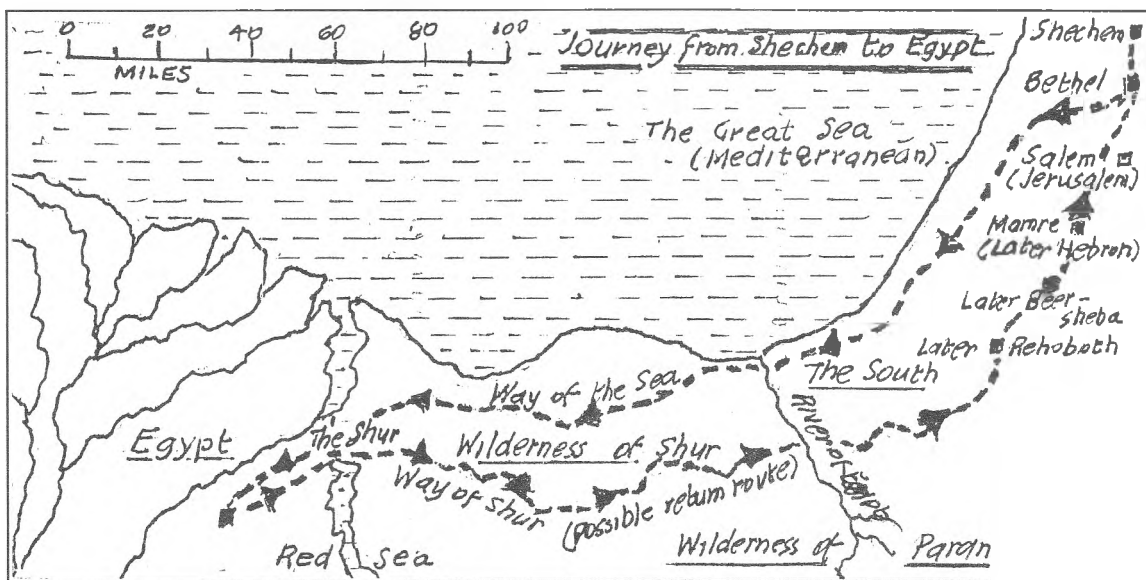 0 20 40 60 80 100
MILES
Journey from Shechem to Egypt
Shechem
Bethel
The Great Sea
(Mediterranean)
Salem
(Jerusalem)
Mamre
(Later Hebron)
Later Beer-
sheba
Later Rehoboth
The South
Way of the Sea
River of Egypt
The Shur
Egypt
Wilderness of Shur
Way of Shur
(possible return route)
Red Sea
Wilderness of Paran